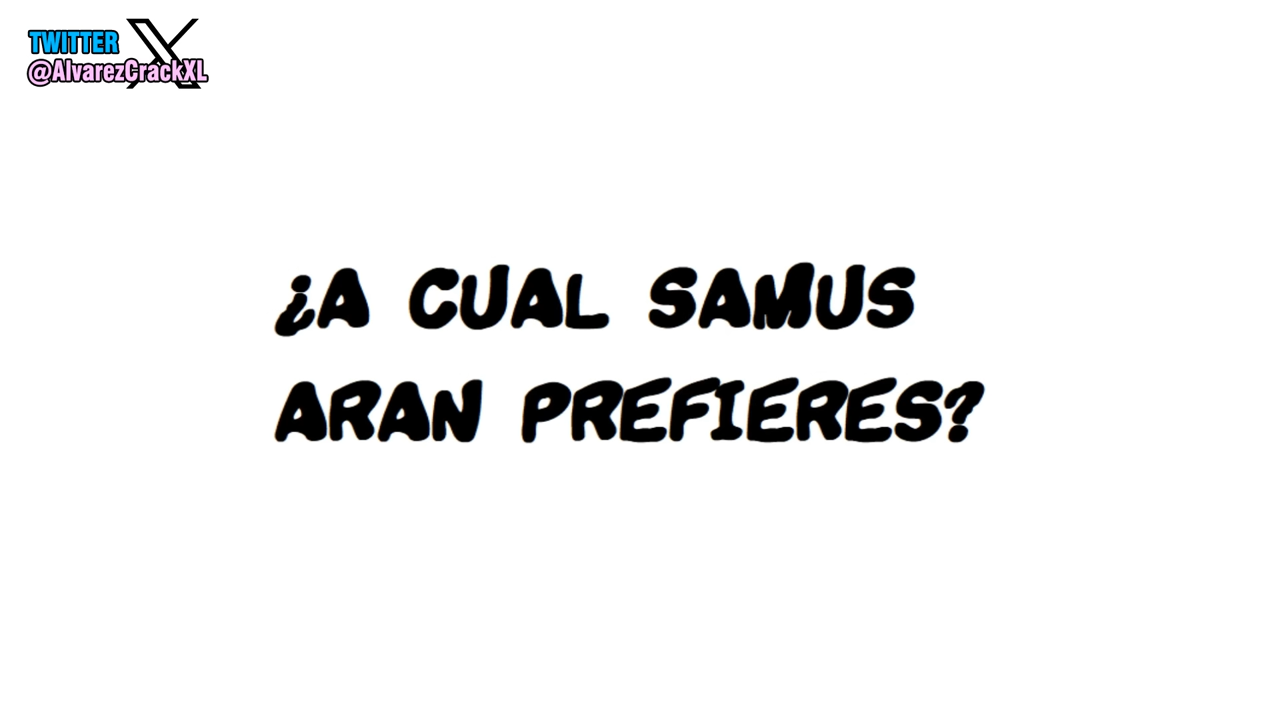 TWITTER X
@AlvarezCrackXL
¿A CUAL SAMUS
ARAN PREFIERES?